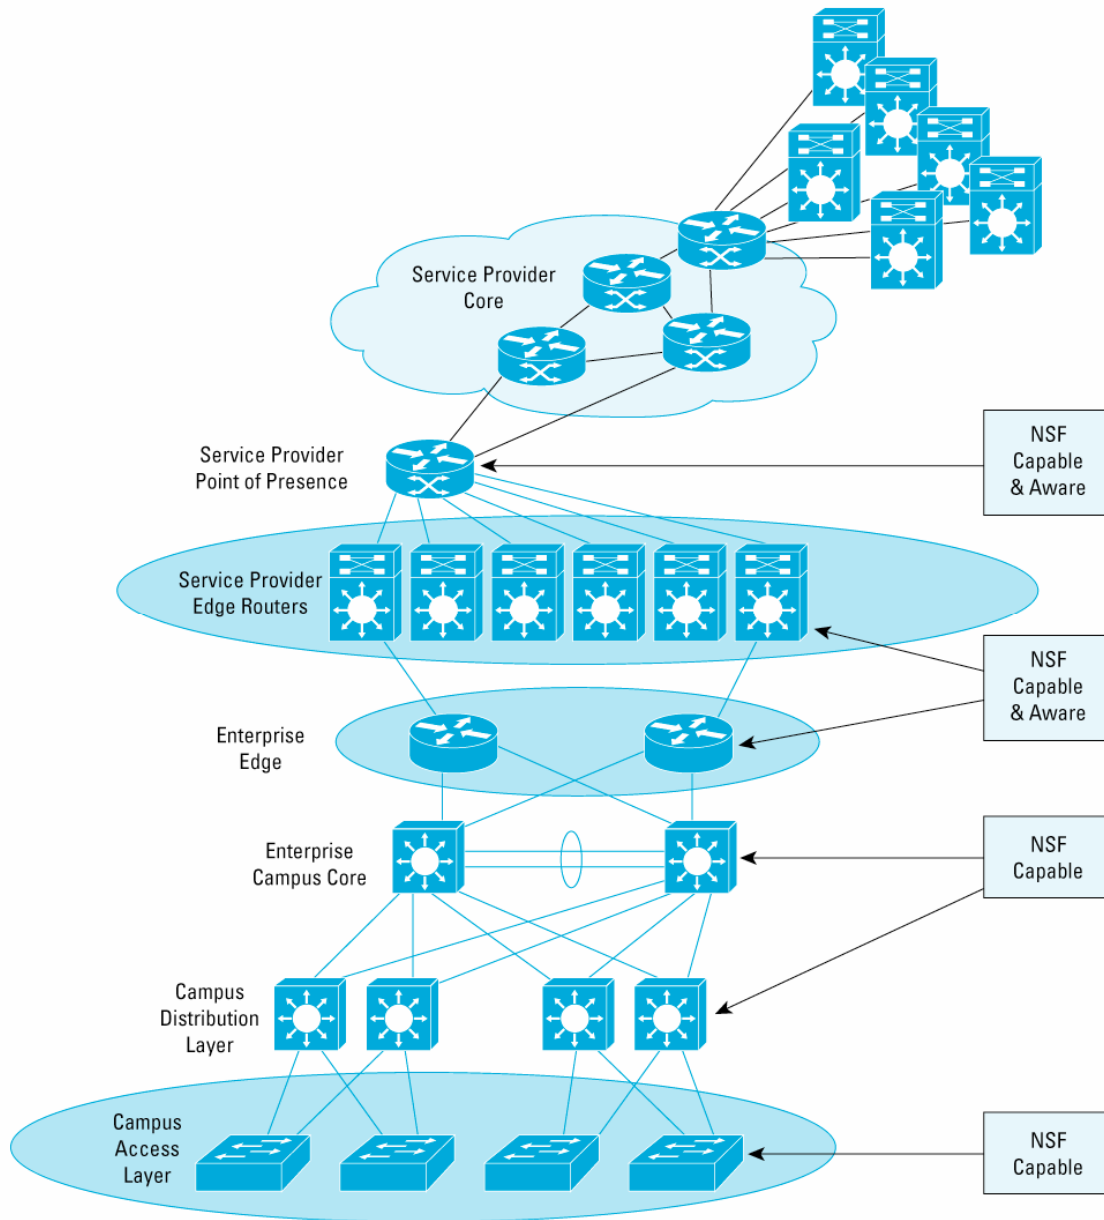 Service Provider
Core
Service Provider
Point of Presence
NSF
Capable
& Aware
Service Provider
Edge Routers
NSF
Capable
& Aware
Enterprise
Edge
Enterprise
Campus Core
NSF
Capable
Campus
Distribution
Layer
Campus
Access
Layer
NSF
Capable